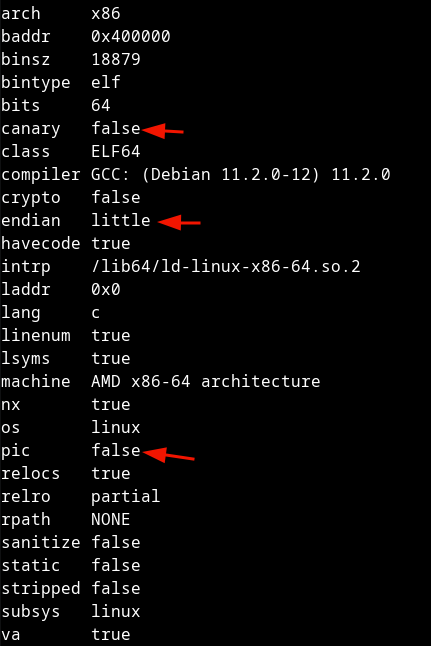 arch     x86
baddr    0x400000
binsz    18879
bintype  elf
bits     64
canary   false
class    ELF64
compiler GCC: (Debian 11.2.0-12) 11.2.0
crypto   false
endian   little
havecode true
intrp    /lib64/ld-linux-x86-64.so.2
laddr    0x0
lang     c
linenum  true
lsyms    true
machine  AMD x86-64 architecture
nx       true
os       linux
pic      false
relocs   true
relro    partial
rpath    NONE
sanitize false
static   false
stripped false
subsys   linux
va       true